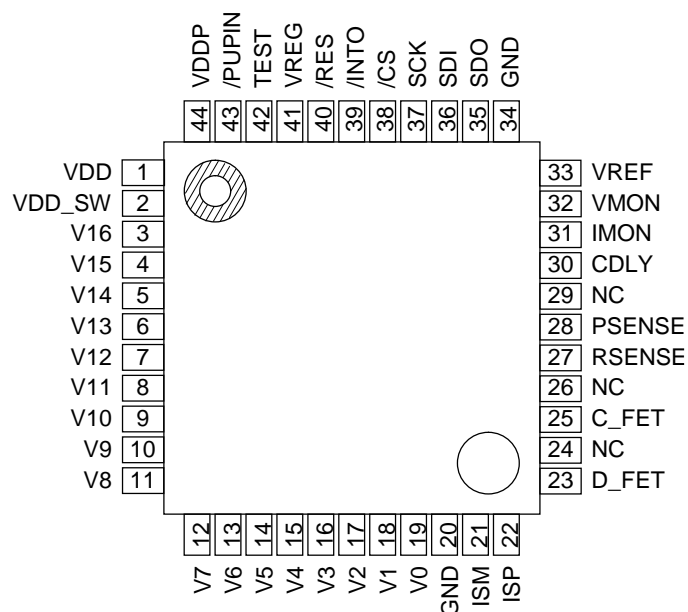 VDDP
/PUPIN
TEST
VREG
/RES
/INTO
/CS
SCK
SDI
SDO
GND
44
43
42
41
40
39
38
37
36
35
34
VDD 1
VDD_SW 2
V16 3
V15 4
V14 5
V13 6
V12 7
V11 8
V10 9
V9 10
V8 11
33 VREF
32 VMON
31 IMON
30 CDLY
29 NC
28 PSENSE
27 RSENSE
26 NC
25 C_FET
24 NC
23 D_FET
12
13
14
15
16
17
18
19
20
21
22
V7
V6
V5
V4
V3
V2
V1
V0
GND
ISM
ISP